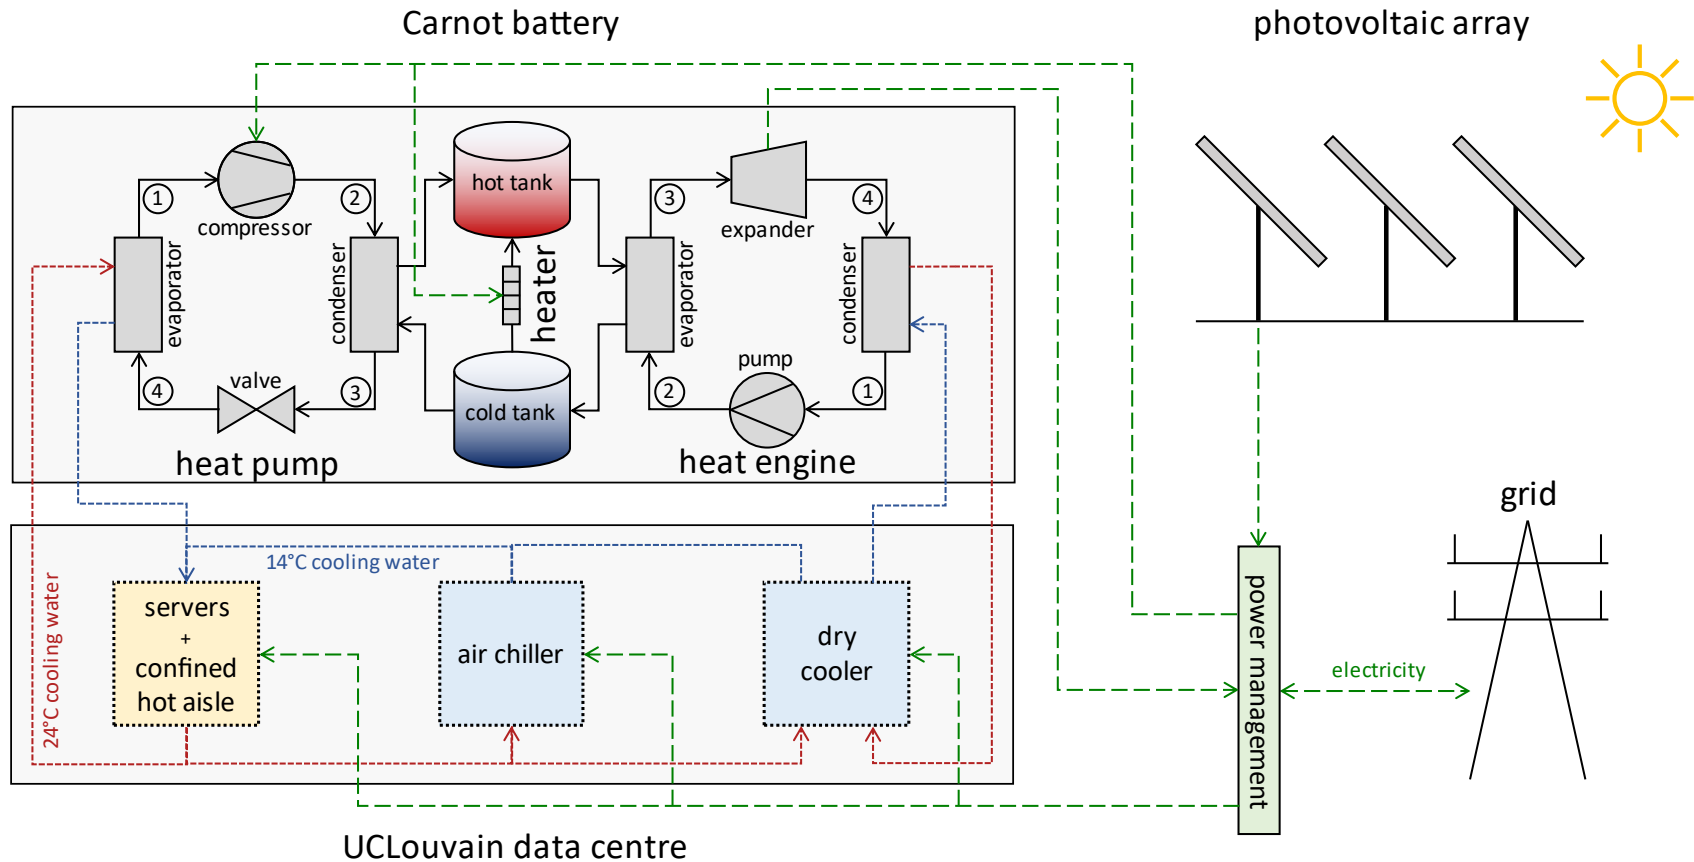 Carnot battery
photovoltaic array
1
2
compressor
evaporator
condenser
4
valve
3
heat pump
hot tank
heater
cold tank
3
4
expander
evaporator
condenser
pump
2
1
heat engine
grid
14°C cooling water
24°C cooling water
servers
+
confined
hot aisle
air chiller
dry
cooler
power management
electricity
UCLouvain data centre